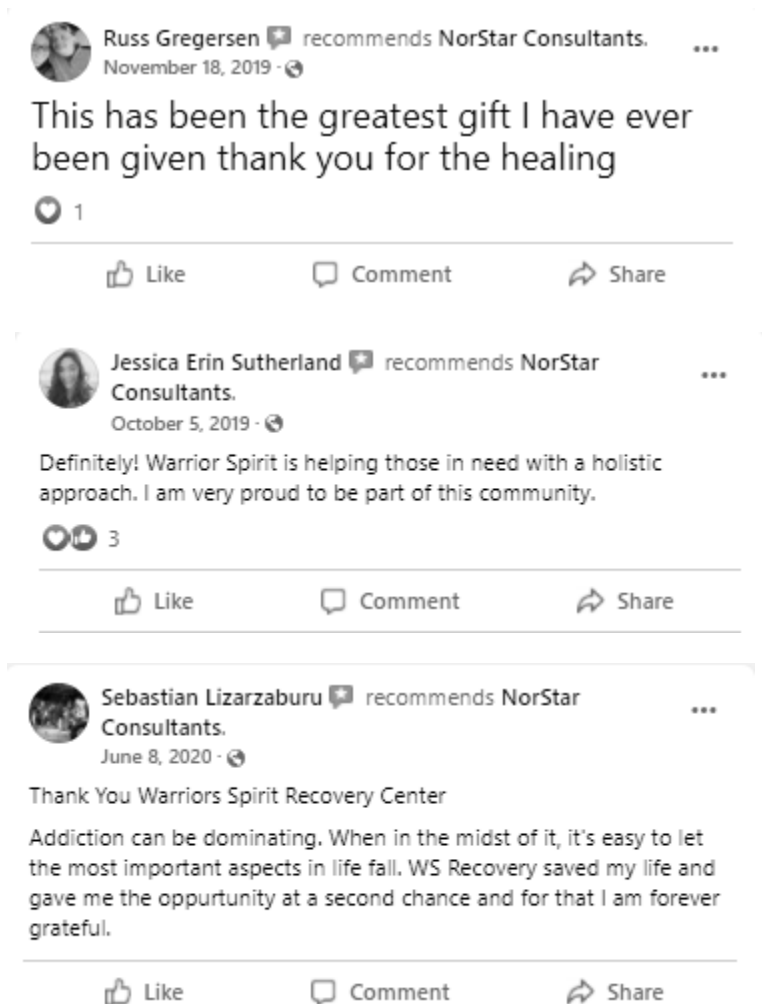 Russ Gregersen recommends NorStar Consultants.
November 18, 2019 ·
This has been the greatest gift I have ever
been given thank you for the healing
1
Like Comment Share
Jessica Erin Sutherland recommends NorStar
Consultants.
October 5, 2019 ·
Definitely! Warrior Spirit is helping those in need with a holistic
approach. I am very proud to be part of this community.
3
Like Comment Share
Sebastian Lizarzaburu recommends NorStar
Consultants.
June 8, 2020 ·
Thank You Warriors Spirit Recovery Center
Addiction can be dominating. When in the midst of it, it's easy to let
the most important aspects in life fall. WS Recovery saved my life and
gave me the oppurtunity at a second chance and for that I am forever
grateful.
Like Comment Share